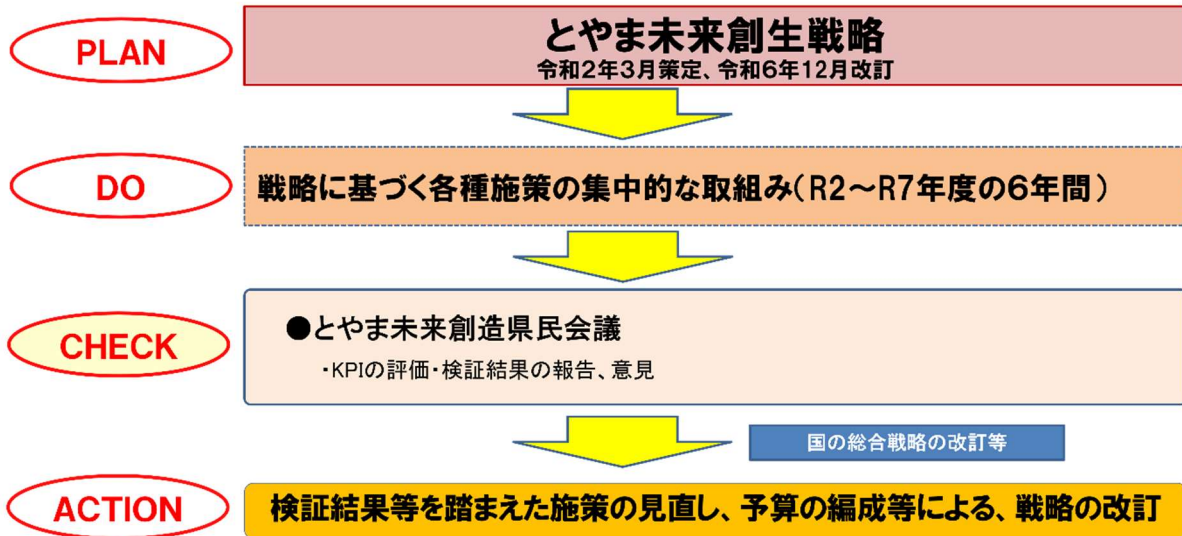 PLAN
とやま未来創生戦略
令和2年3月策定、令和6年12月改訂
DO
戦略に基づく各種施策の集中的な取組み(R2～R7年度の6年間)
CHECK
●とやま未来創造県民会議
・KPIの評価・検証結果の報告、意見
国の総合戦略の改訂等
ACTION
検証結果等を踏まえた施策の見直し、予算の編成等による、戦略の改訂